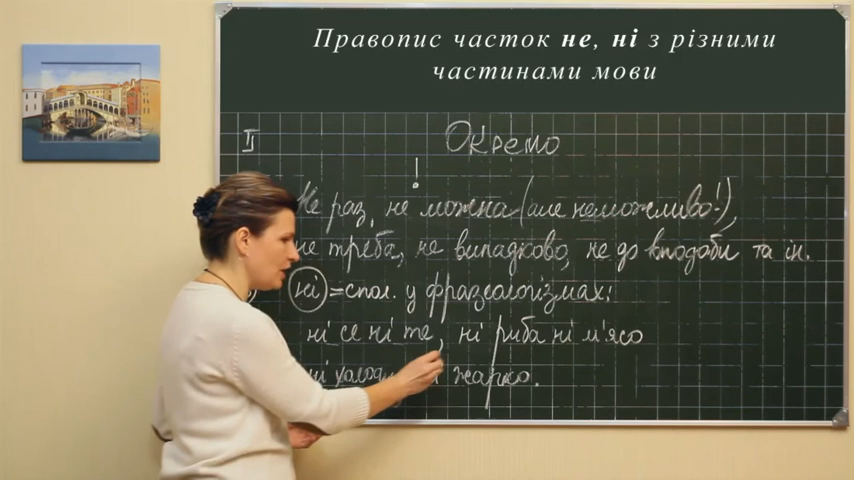 Правопис часток не, ні з різними
частинами мови
II Окремо
!
Не раз, не можна (але неможливо!),
не треба, не випадково, не до вподоби та ін.
ні = спол. у фразеологізмах:
ні се ні те, ні риба ні м'ясо
жарко.